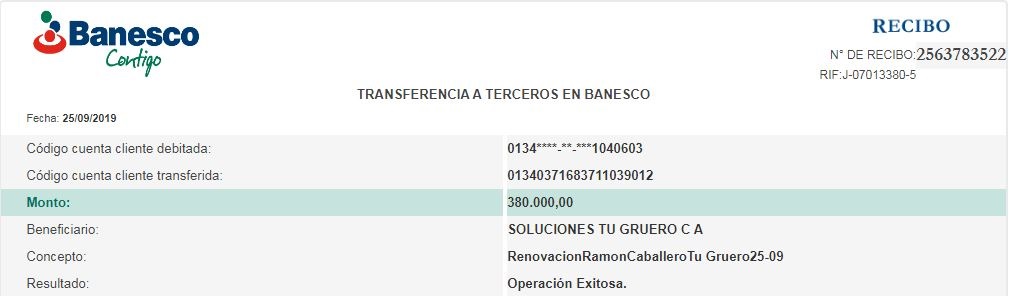 Banesco
Contigo
RECIBO
N° DE RECIBO:2563783522
RIF:J-07013380-5
TRANSFERENCIA A TERCEROS EN BANESCO
Fecha: 25/09/2019
Código cuenta cliente debitada: 0134****-**-***1040603
Código cuenta cliente transferida: 01340371683711039012
Monto: 380.000,00
Beneficiario: SOLUCIONES TU GRUERO C A
Concepto: RenovacionRamonCaballeroTu Gruero25-09
Resultado: Operación Exitosa.